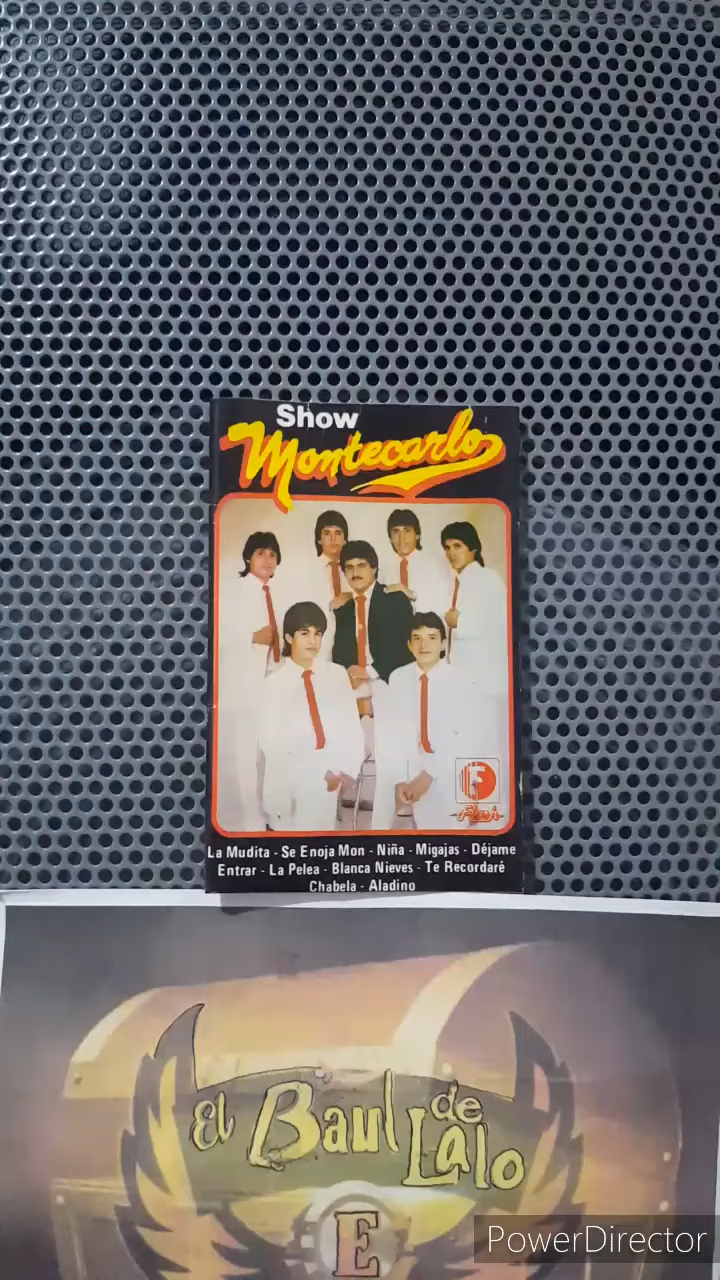 Show
Montecarlo
F
Flash
La Mudita - Se Enoja Mon - Niña - Migajas - Déjame
Entrar - La Pelea - Blanca Nieves - Te Recordaré
Chabela - Aladino
El Baul de Lalo
E
PowerDirector